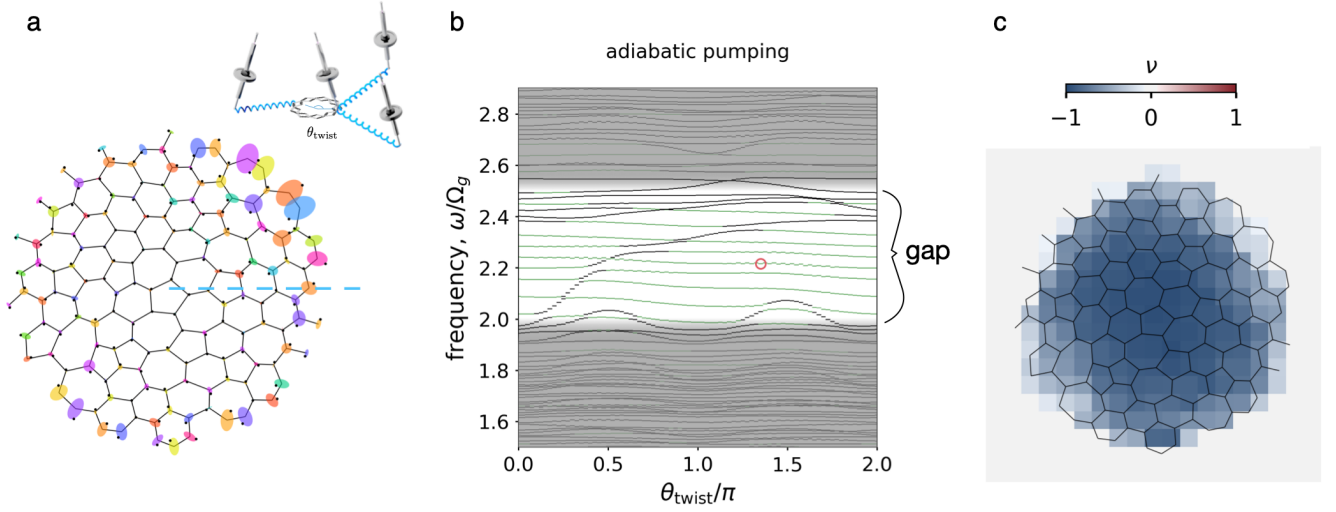 a
θtwist
b
adiabatic pumping
frequency, ω/Ωg
2.8
2.6
2.4
2.2
2.0
1.8
1.6
0.0 0.5 1.0 1.5 2.0
θtwist/π
gap
c
ν
−1 0 1